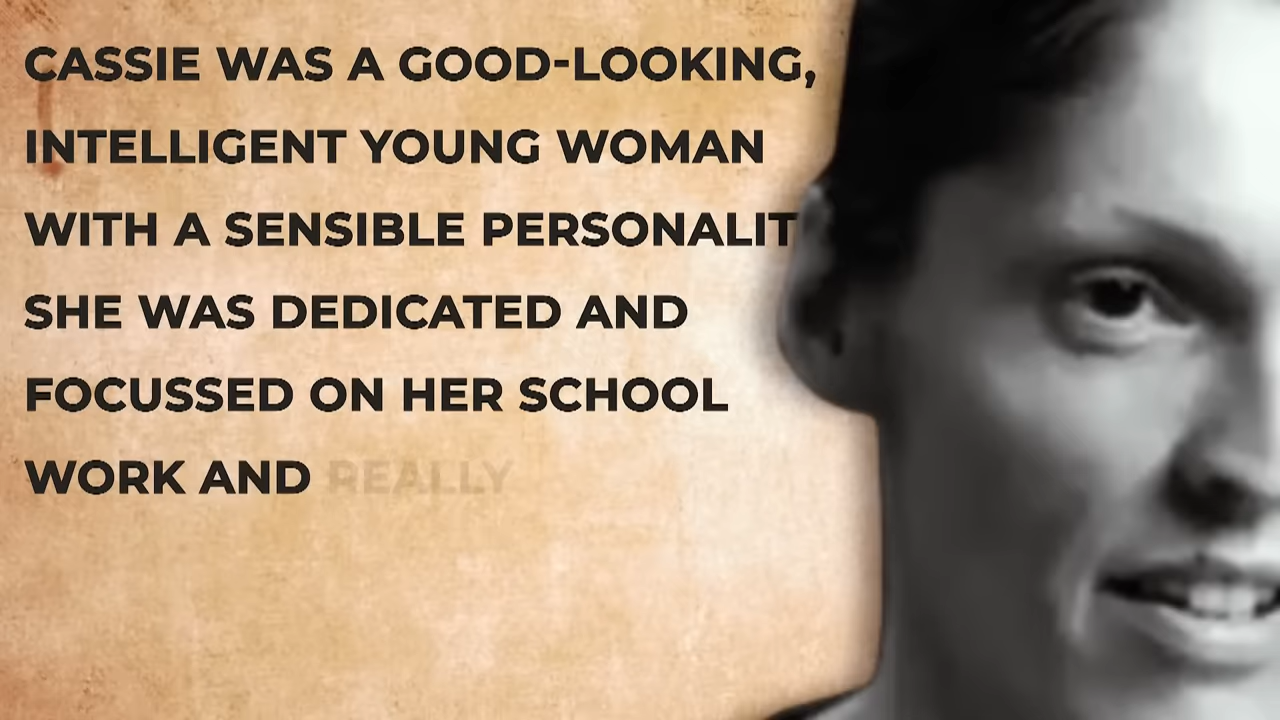 CASSIE WAS A GOOD-LOOKING,
INTELLIGENT YOUNG WOMAN
WITH A SENSIBLE PERSONALIT
SHE WAS DEDICATED AND
FOCUSSED ON HER SCHOOL
WORK AND REALLY